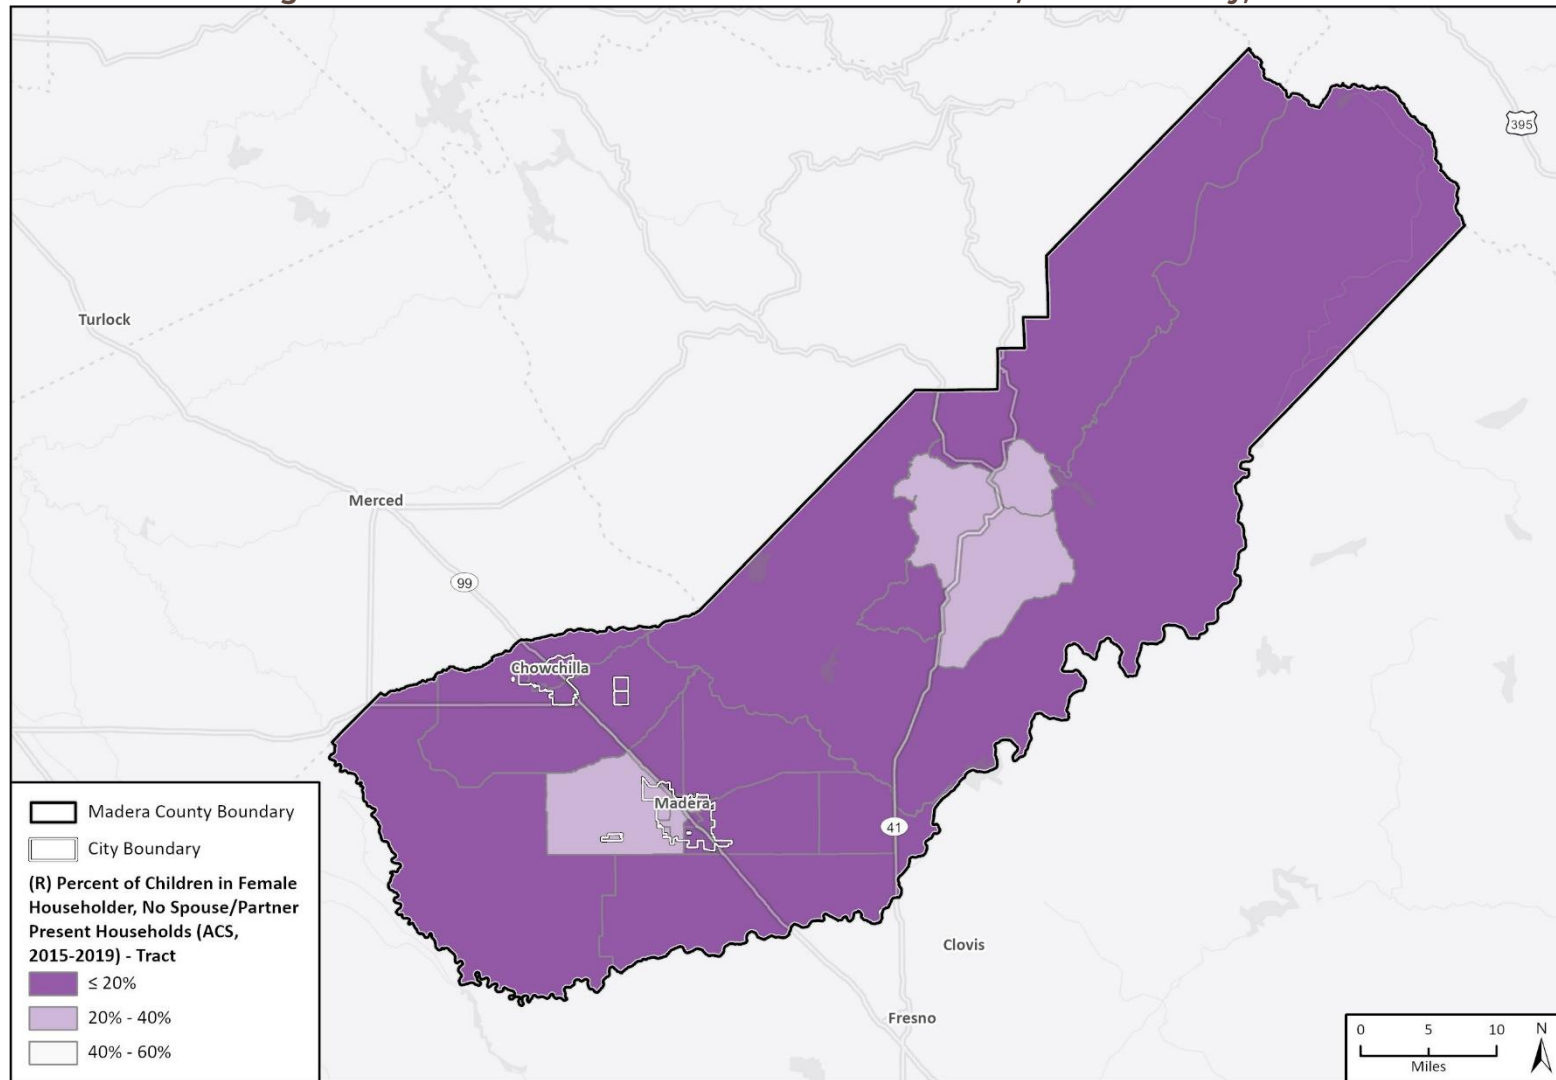 395
Turlock
Merced
99
Chowchilla
Madera
41
Clovis
Fresno
Madera County Boundary
City Boundary
(R) Percent of Children in Female
Householder, No Spouse/Partner
Present Households (ACS,
2015-2019) - Tract
≤ 20%
20% - 40%
40% - 60%
0 5 10
Miles
N